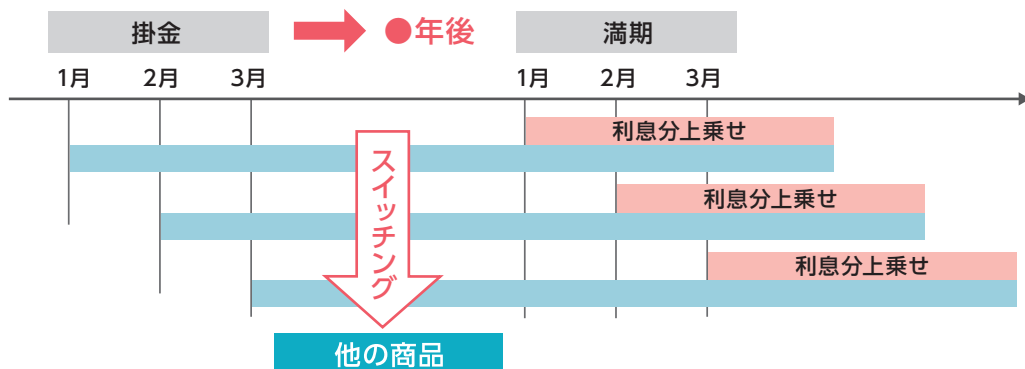 掛金
●年後
満期
1月
2月
3月
1月
2月
3月
利息分上乗せ
利息分上乗せ
利息分上乗せ
スイッチング
他の商品